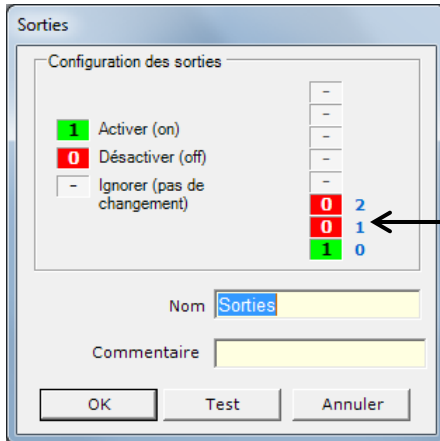 Sorties
Configuration des sorties
1 Activer (on)
0 Désactiver (off)
- Ignorer (pas de
changement)
-
-
-
-
-
0 2
0 1
1 0
Nom Sorties
Commentaire
OK Test Annuler